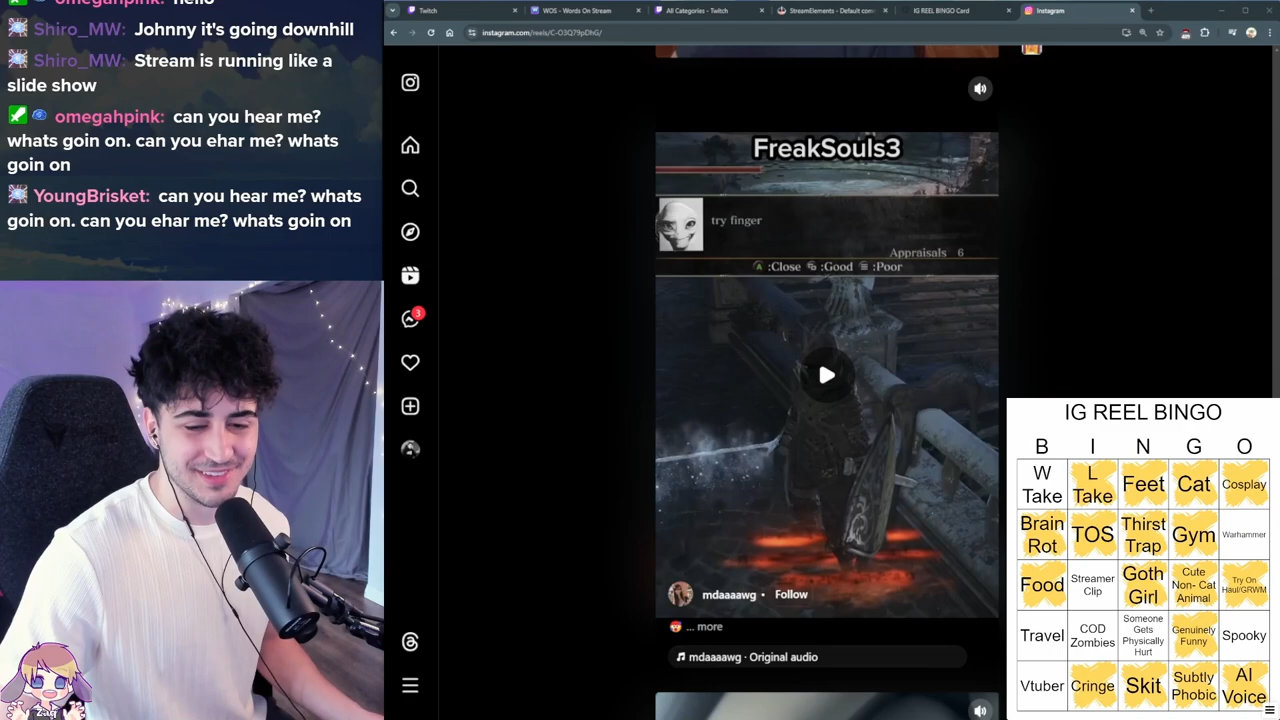 omegahpink: hello
Shiro_MW: Johnny it's going downhill
Shiro_MW: Stream is running like a
slide show
omegahpink: can you hear me?
whats goin on. can you ehar me? whats
goin on
YoungBrisket: can you hear me? whats
goin on. can you ehar me? whats goin on
Twitch
WOS - Words On Stream
All Categories - Twitch
StreamElements - Default com
IG REEL BINGO Card
Instagram
instagram.com/reels/C-O3Q79pDhG/
3
FreakSouls3
try finger
Appraisals 6
A :Close :Good :Poor
mdaaaawg • Follow
... more
mdaaaawg · Original audio
IG REEL BINGO
B I N G O
W Take
L Take
Feet
Cat
Cosplay
Brain Rot
TOS
Thirst Trap
Gym
Warhammer
Food
Streamer Clip
Goth Girl
Cute Non- Cat Animal
Try On Haul/GRWM
Travel
COD Zombies
Someone Gets Physically Hurt
Genuinely Funny
Spooky
Vtuber
Cringe
Skit
Subtly Phobic
AI Voice